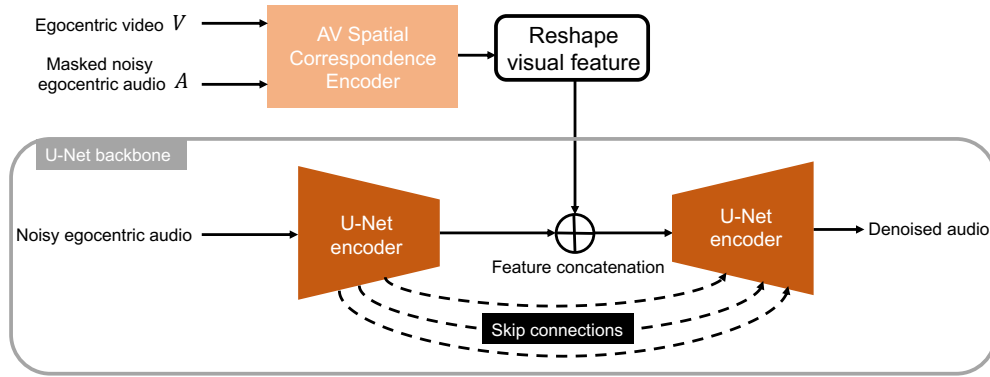 Egocentric video V
Masked noisy
egocentric audio A
AV Spatial
Correspondence
Encoder
Reshape
visual feature
U-Net backbone
Noisy egocentric audio
U-Net
encoder
Feature concatenation
U-Net
encoder
Denoised audio
Skip connections